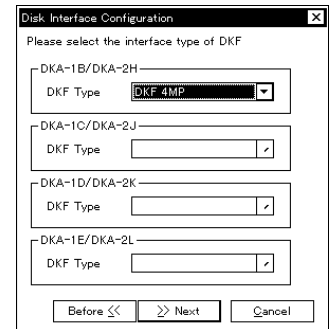 Disk Interface Configuration
Please select the interface type of DKF
DKA-1B/DKA-2H
DKF Type DKF 4MP
DKA-1C/DKA-2J
DKF Type
DKA-1D/DKA-2K
DKF Type
DKA-1E/DKA-2L
DKF Type
Before << >> Next Cancel